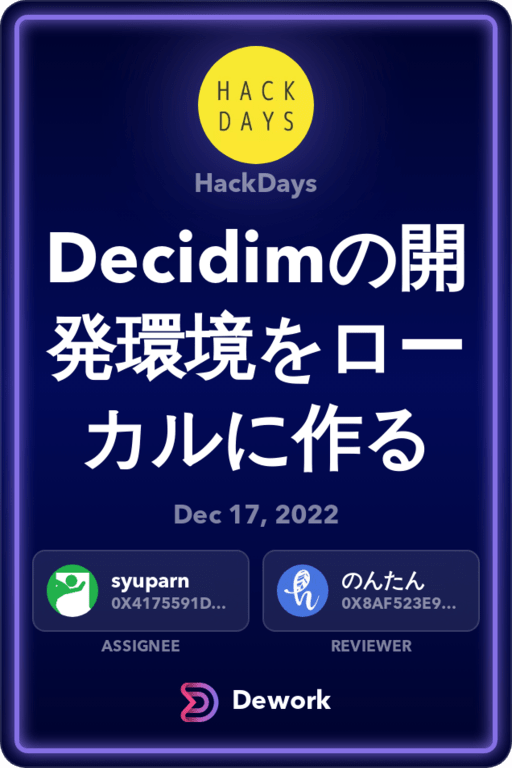 HACK
DAYS
HackDays
Decidimの開
発環境をロー
カルに作る
Dec 17, 2022
syuparn
0X4175591D...
のんたん
0X8AF523E9...
ASSIGNEE
REVIEWER
Dework